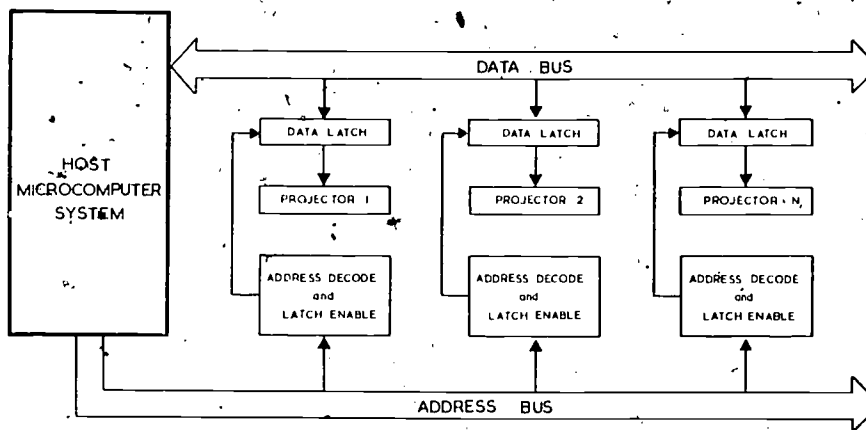 DATA BUS
DATA LATCH
DATA LATCH
DATA LATCH
HOST
MICROCOMPUTER
SYSTEM
PROJECTOR 1
PROJECTOR 2
PROJECTOR N
ADDRESS DECODE
and
LATCH ENABLE
ADDRESS DECODE
and
LATCH ENABLE
ADDRESS DECODE
and
LATCH ENABLE
ADDRESS BUS